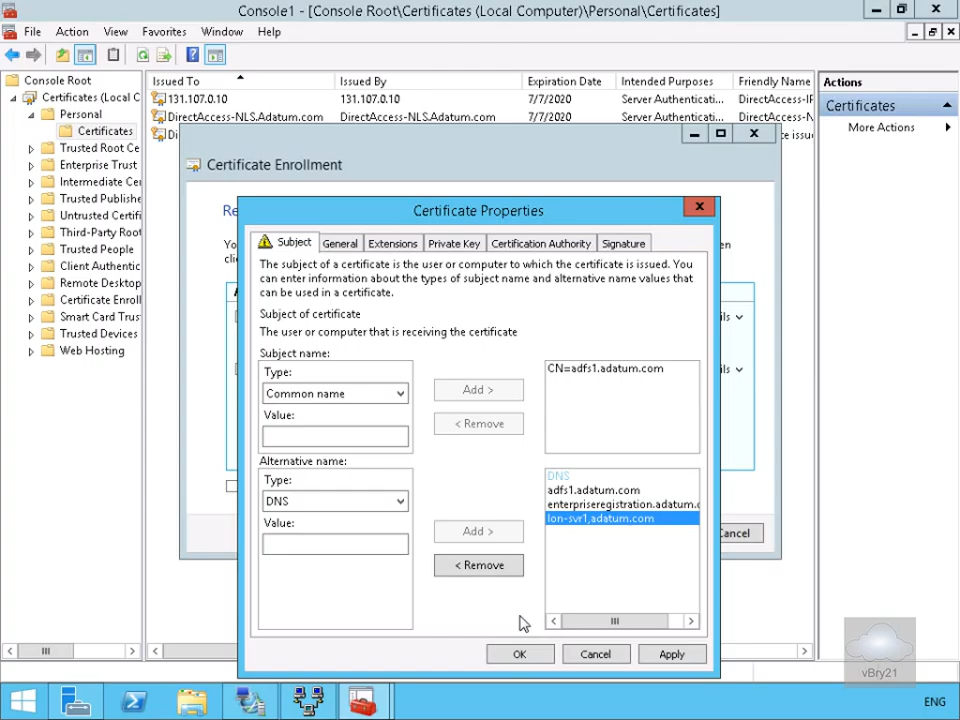 Console1 - [Console Root\Certificates (Local Computer)\Personal\Certificates]
File Action View Favorites Window Help
Console Root
Certificates (Local C
Personal
Certificates
Trusted Root Ce
Enterprise Trust
Intermediate Cer
Trusted Publishe
Untrusted Certifi
Third-Party Root
Trusted People
Client Authentic
Remote Desktop
Certificate Enroll
Smart Card Trus
Trusted Devices
Web Hosting
Issued To Issued By Expiration Date Intended Purposes Friendly Name
131.107.0.10 131.107.0.10 7/7/2020 Server Authenticati... DirectAccess-IP
DirectAccess-NLS.Adatum.com DirectAccess-NLS.Adatum.com 7/7/2020 Server Authenticati... DirectAccess-N
Actions
Certificates
More Actions
Certificate Enrollment
Re
Certificate Properties
Subject General Extensions Private Key Certification Authority Signature
The subject of a certificate is the user or computer to which the certificate is issued. You
can enter information about the types of subject name and alternative name values that
can be used in a certificate.
Subject of certificate
The user or computer that is receiving the certificate
Subject name:
Type:
Common name
Value:
Add >
< Remove
CN=adfs1.adatum.com
Alternative name:
Type:
DNS
Value:
Add >
< Remove
DNS
adfs1.adatum.com
enterpriseregistration.adatum.c
lon-svr1,adatum.com
OK Cancel Apply
Cancel
vBry21
ENG